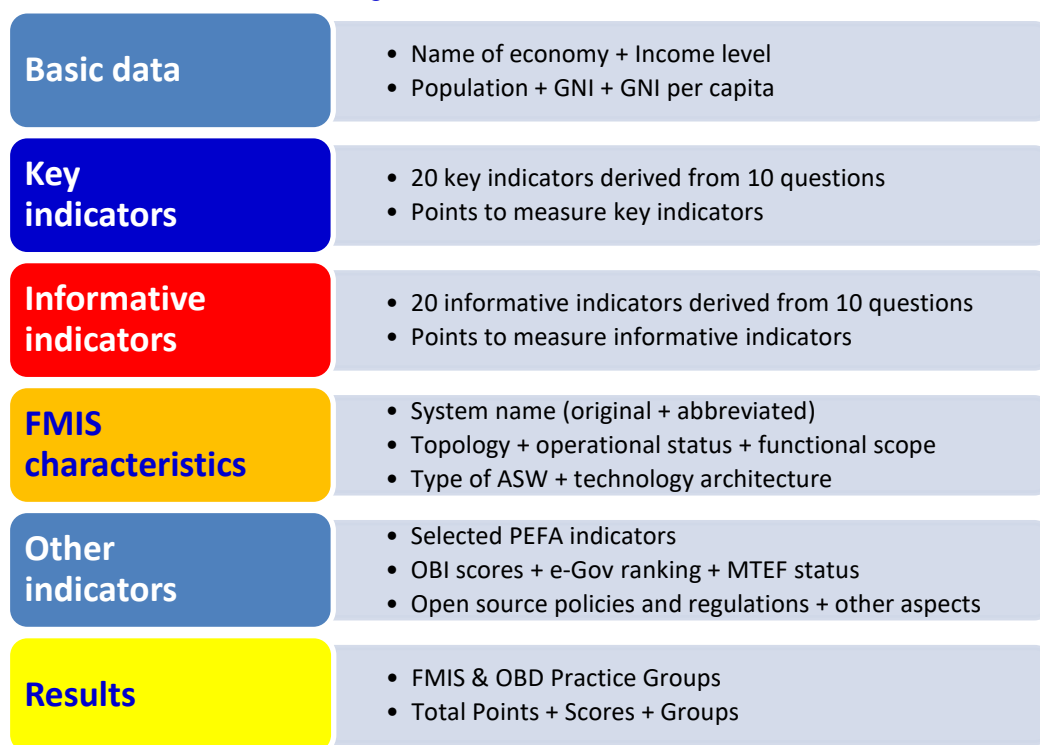 Basic data
• Name of economy + Income level
• Population + GNI + GNI per capita
Key
indicators
• 20 key indicators derived from 10 questions
• Points to measure key indicators
Informative
indicators
• 20 informative indicators derived from 10 questions
• Points to measure informative indicators
FMIS
characteristics
• System name (original + abbreviated)
• Topology + operational status + functional scope
• Type of ASW + technology architecture
Other
indicators
• Selected PEFA indicators
• OBI scores + e-Gov ranking + MTEF status
• Open source policies and regulations + other aspects
Results
• FMIS & OBD Practice Groups
• Total Points + Scores + Groups